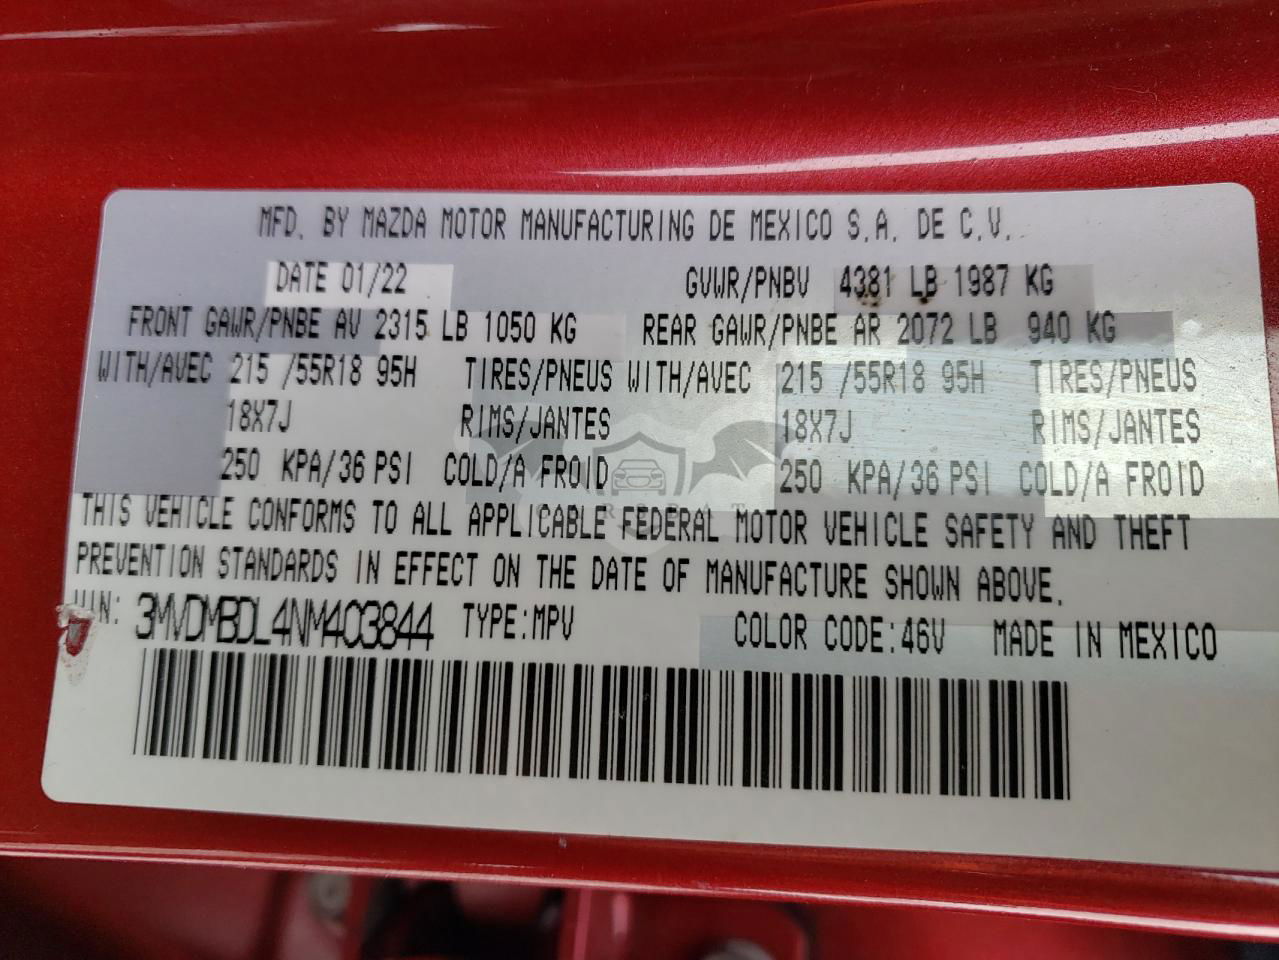 MFD. BY MAZDA MOTOR MANUFACTURING DE MEXICO S.A. DE C.V.
DATE 01/22 GVWR/PNBV 4381 LB 1987 KG
FRONT GAWR/PNBE AV 2315 LB 1050 KG REAR GAWR/PNBE AR 2072 LB 940 KG
WITH/AVEC 215 /55R18 95H TIRES/PNEUS WITH/AVEC 215 /55R18 95H TIRES/PNEUS
18X7J RIMS/JANTES 18X7J RIMS/JANTES
250 KPA/36 PSI COLD/A FROID 250 KPA/36 PSI COLD/A FROID
THIS VEHICLE CONFORMS TO ALL APPLICABLE FEDERAL MOTOR VEHICLE SAFETY AND THEFT
PREVENTION STANDARDS IN EFFECT ON THE DATE OF MANUFACTURE SHOWN ABOVE.
VIN: 3MVDMBDL4NM403844 TYPE:MPV COLOR CODE:46V MADE IN MEXICO